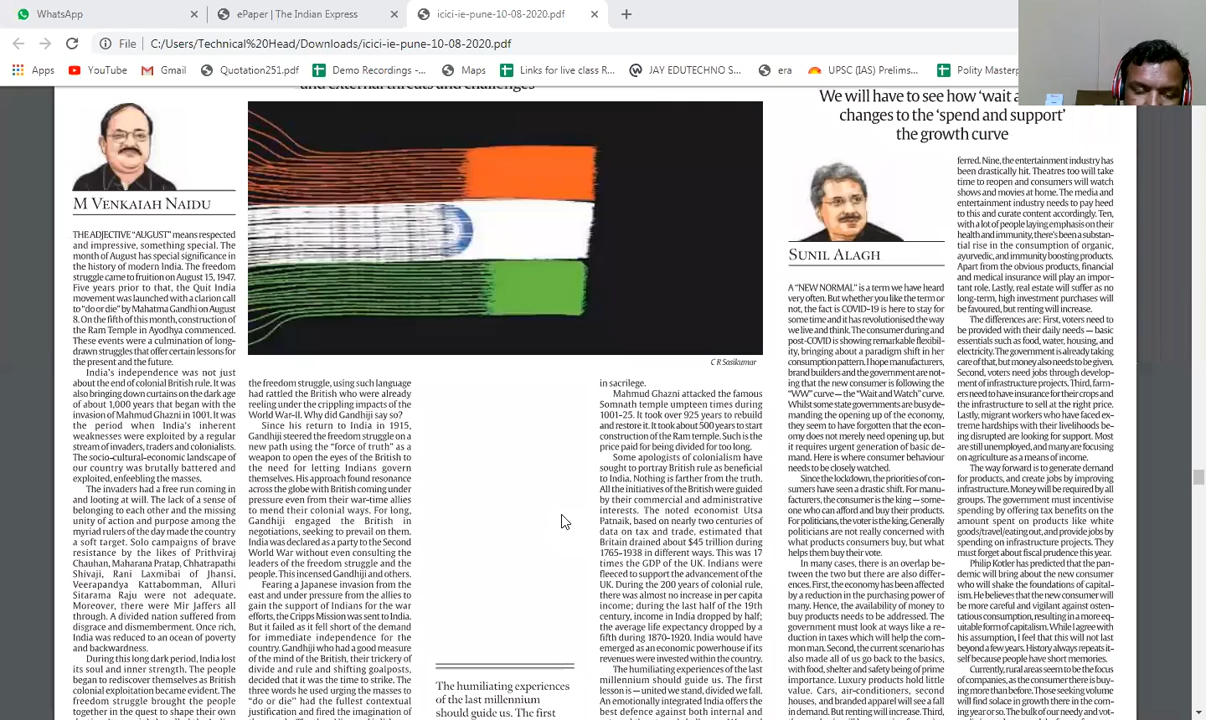 WhatsApp
ePaper | The Indian Express
icici-ie-pune-10-08-2020.pdf
File
C:/Users/Technical%20Head/Downloads/icici-ie-pune-10-08-2020.pdf
Apps
YouTube
Gmail
Quotation251.pdf
Demo Recordings -...
Maps
Links for live class R...
JAY EDUTECHNO S...
era
UPSC (IAS) Prelims...
Polity Masterp
and external threats and challenges
M VENKAIAH NAIDU
THE ADJECTIVE "AUGUST" means respected
and impressive, something special. The
month of August has special significance in
the history of modern India. The freedom
struggle came to fruition on August 15, 1947.
Five years prior to that, the Quit India
movement was launched with a clarion call
to "do or die" by Mahatma Gandhi on August
8. On the fifth of this month, construction of
the Ram Temple in Ayodhya commenced.
These events were a culmination of long-
drawn struggles that offer certain lessons for
the present and the future.
India's independence was not just
about the end of colonial British rule. It was
also bringing down curtains on the dark age
of about 1,000 years that began with the
invasion of Mahmud Ghazni in 1001. It was
the period when India's inherent
weaknesses were exploited by a regular
stream of invaders, traders and colonialists.
The socio-cultural-economic landscape of
our country was brutally battered and
exploited, enfeebling the masses.
The invaders had a free run coming in
and looting at will. The lack of a sense of
belonging to each other and the missing
unity of action and purpose among the
myriad rulers of the day made the country
a soft target. Solo campaigns of brave
resistance by the likes of Prithviraj
Chauhan, Maharana Pratap, Chhatrapathi
Shivaji, Rani Laxmibai of Jhansi,
Veerapandya Kattabomman, Alluri
Sitarama Raju were not adequate.
Moreover, there were Mir Jaffers all
through. A divided nation suffered from
disgrace and dismemberment. Once rich,
India was reduced to an ocean of poverty
and backwardness.
During this long dark period, India lost
its soul and inner strength. The people
began to rediscover themselves as British
colonial exploitation became evident. The
freedom struggle brought the people
together in the quest to shape their own
C R Sasikumar
the freedom struggle, using such language
had rattled the British who were already
reeling under the crippling impacts of the
World War-II. Why did Gandhiji say so?
Since his return to India in 1915,
Gandhiji steered the freedom struggle on a
new path using the "force of truth" as a
weapon to open the eyes of the British to
the need for letting Indians govern
themselves. His approach found resonance
across the globe with British coming under
pressure even from their war-time allies
to mend their colonial ways. For long,
Gandhiji engaged the British in
negotiations, seeking to prevail on them.
India was declared as a party to the Second
World War without even consulting the
leaders of the freedom struggle and the
people. This incensed Gandhiji and others.
Fearing a Japanese invasion from the
east and under pressure from the allies to
gain the support of Indians for the war
efforts, the Cripps Mission was sent to India.
But it failed as it fell short of the demand
for immediate independence for the
country. Gandhiji who had a good measure
of the mind of the British, their trickery of
divide and rule and shifting goalposts,
decided that it was the time to strike. The
three words he used urging the masses to
"do or die" had the fullest contextual
justification and fired the imagination of
The humiliating experiences
of the last millennium
should guide us. The first
in sacrilege.
Mahmud Ghazni attacked the famous
Somnath temple umpteen times during
1001-25. It took over 925 years to rebuild
and restore it. It took about 500 years to start
construction of the Ram temple. Such is the
price paid for being divided for too long.
Some apologists of colonialism have
sought to portray British rule as beneficial
to India. Nothing is farther from the truth.
All the initiatives of the British were guided
by their commercial and administrative
interests. The noted economist Utsa
Patnaik, based on nearly two centuries of
data on tax and trade, estimated that
Britain drained about $45 trillion during
1765-1938 in different ways. This was 17
times the GDP of the UK. Indians were
fleeced to support the advancement of the
UK. During the 200 years of colonial rule,
there was almost no increase in per capita
income; during the last half of the 19th
century, income in India dropped by half;
the average life expectancy dropped by a
fifth during 1870-1920. India would have
emerged as an economic powerhouse if its
revenues were invested within the country.
The humiliating experiences of the last
millennium should guide us. The first
lesson is — united we stand, divided we fall.
An emotionally integrated India offers the
best defence against both internal and
We will have to see how 'wait a
changes to the 'spend and support'
the growth curve
SUNIL ALAGH
A "NEW NORMAL" is a term we have heard
very often. But whether you like the term or
not, the fact is COVID-19 is here to stay for
some time and it has revolutionised the way
we live and think. The consumer during and
post-COVID is showing remarkable flexibil-
ity, bringing about a paradigm shift in her
consumption pattern. I hope manufacturers,
brand builders and the government are not-
ing that the new consumer is following the
"WW" curve — the "Wait and Watch" curve.
Whilst some state governments are busy de-
manding the opening up of the economy,
they seem to have forgotten that the econ-
omy does not merely need opening up, but
it requires urgent generation of basic de-
mand. Here is where consumer behaviour
needs to be closely watched.
Since the lockdown, the priorities of con-
sumers have seen a drastic shift. For manu-
facturers, the consumer is the king — some-
one who can afford and buy their products.
For politicians, the voter is the king. Generally
politicians are not really concerned with
what products consumers buy, but what
helps them buy their vote.
In many cases, there is an overlap be-
tween the two but there are also differ-
ences. First, the economy has been affected
by a reduction in the purchasing power of
many. Hence, the availability of money to
buy products needs to be addressed. The
government must look at ways like a re-
duction in taxes which will help the com-
mon man. Second, the current scenario has
also made all of us go back to the basics,
with food, shelter and safety being of prime
importance. Luxury products hold little
value. Cars, air-conditioners, second
houses, and branded apparel will see a fall
in demand. But renting will increase. Third,
ferred. Nine, the entertainment industry has
been drastically hit. Theatres too will take
time to reopen and consumers will watch
shows and movies at home. The media and
entertainment industry needs to pay heed
to this and curate content accordingly. Ten,
with a lot of people laying emphasis on their
health and immunity, there's been a substan-
tial rise in the consumption of organic,
ayurvedic, and immunity boosting products.
Apart from the obvious products, financial
and medical insurance will play an impor-
tant role. Lastly, real estate will suffer as no
long-term, high investment purchases will
be favoured, but renting will increase.
The differences are: First, voters need to
be provided with their daily needs — basic
essentials such as food, water, housing, and
electricity. The government is already taking
care of that, but money also needs to be given.
Second, voters need jobs through develop-
ment of infrastructure projects. Third, farm-
ers need to have insurance for their crops and
the infrastructure to sell at the right price.
Lastly, migrant workers who have faced ex-
treme hardships with their livelihoods be-
ing disrupted are looking for support. Most
are still unemployed, and many are focusing
on agriculture as a means of income.
The way forward is to generate demand
for products, and create jobs by improving
infrastructure. Money will be required by all
groups. The government must incentivise
spending by offering tax benefits on the
amount spent on products like white
goods/travel/eating out, and provide jobs by
spending on infrastructure projects. They
must forget about fiscal prudence this year.
Philip Kotler has predicted that the pan-
demic will bring about the new consumer
who will shake the foundations of capital-
ism. He believes that the new consumer will
be more careful and vigilant against osten-
tatious consumption, resulting in a more eq-
uitable form of capitalism. While I agree with
his assumption, I feel that this will not last
beyond a few years. History always repeats it-
self because people have short memories.
Currently, rural areas seem to be the focus
of companies, as the consumer there is buy-
ing more than before. Those seeking volumes
will find solace in growth there in the com-
ing year or so. The bulk of our needy and vot-